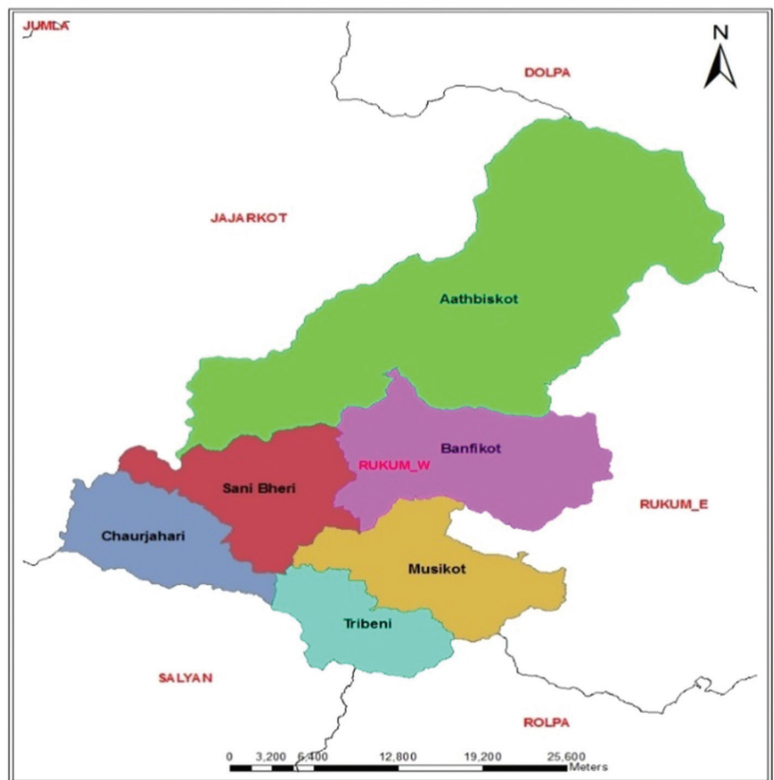 JUMLA
N
DOLPA
JAJARKOT
Aathbiskot
Banfikot
RUKUM_W
Sani Bheri
RUKUM_E
Chaurjahari
Musikot
Tribeni
SALYAN
ROLPA
0 3,200 6,400 12,800 19,200 25,600
Meters